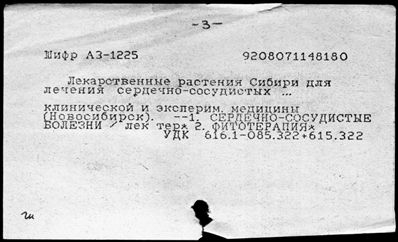 - 3 -
Шифр А3-1225 9208071148180
Лекарственные растения Сибири для
лечения сердечно-сосудистых ...
клинической и эксперим. медицины
(Новосибирск). --1. СЕРДЕЧНО-СОСУДИСТЫЕ
БОЛЕЗНИ / лек тер* 2. ФИТОТЕРАПИЯ*
УДК 616.1-085.322+615.322